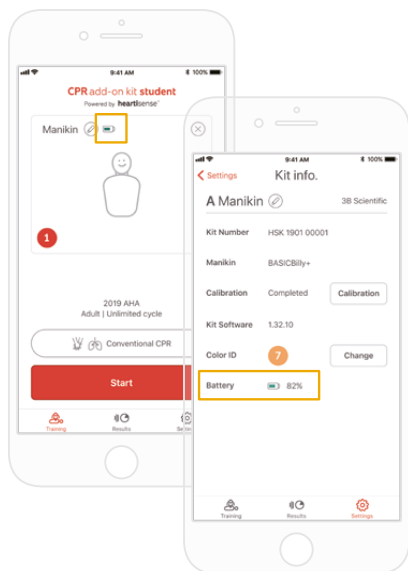 9:41 AM
100%
CPR add-on kit student
Powered by heartisense
Manikin
1
2019 AHA
Adult | Unlimited cycle
Conventional CPR
Start
Training
Results
9:41 AM
100%
Settings
Kit info.
A Manikin
3B Scientific
Kit Number HSK 1901 00001
Manikin BASICBilly+
Calibration Completed Calibration
Kit Software 1.32.10
Color ID 7 Change
Battery 82%
Training Results Settings